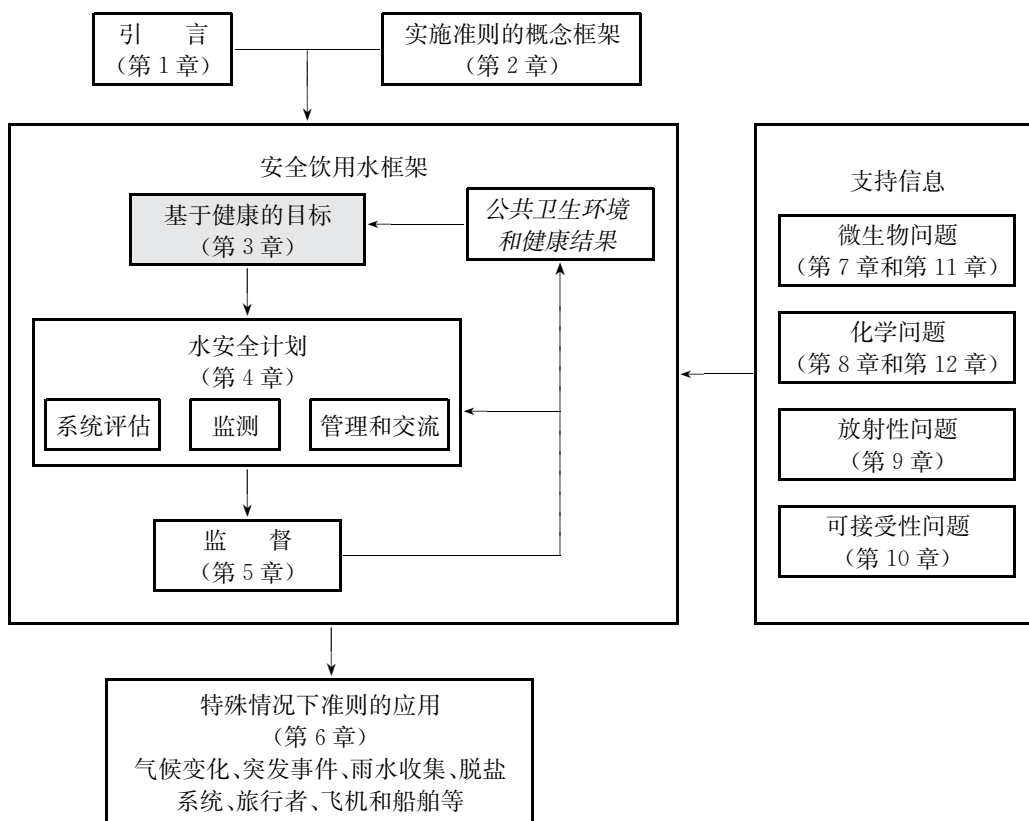 引　言
（第 1 章）
实施准则的概念框架
（第 2 章）
安全饮用水框架
基于健康的目标
（第 3 章）
公共卫生环境
和健康结果
水安全计划
（第 4 章）
系统评估
监测
管理和交流
监　督
（第 5 章）
支持信息
微生物问题
（第 7 章和第 11 章）
化学问题
（第 8 章和第 12 章）
放射性问题
（第 9 章）
可接受性问题
（第 10 章）
特殊情况下准则的应用
（第 6 章）
气候变化、突发事件、雨水收集、脱盐
系统、旅行者、飞机和船舶等